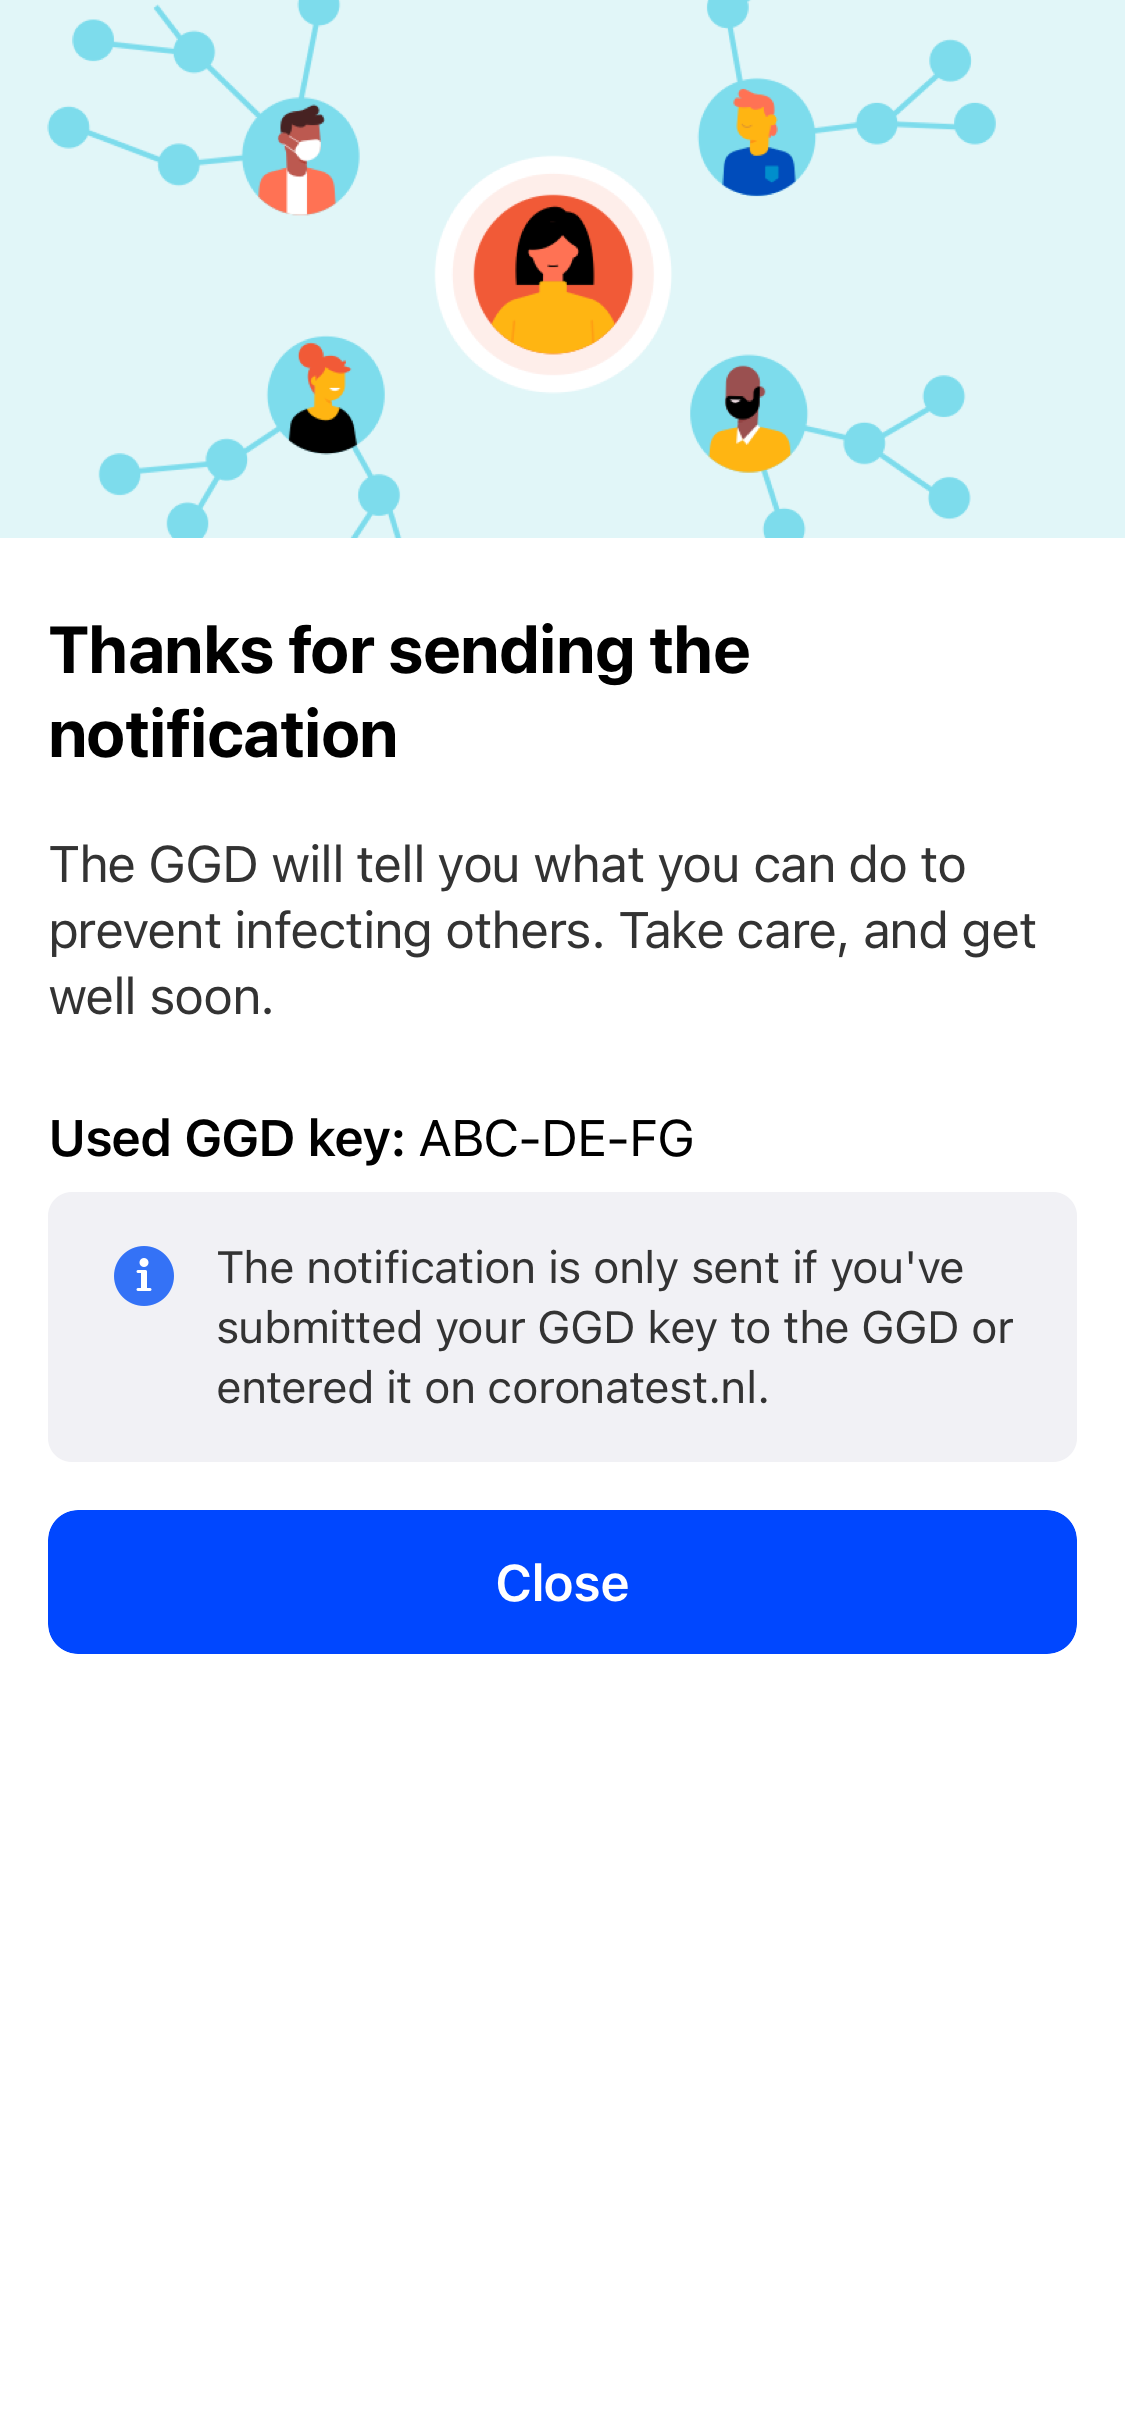 Thanks for sending the
notification
The GGD will tell you what you can do to
prevent infecting others. Take care, and get
well soon.
Used GGD key: ABC-DE-FG
The notification is only sent if you've
submitted your GGD key to the GGD or
entered it on coronatest.nl.
Close